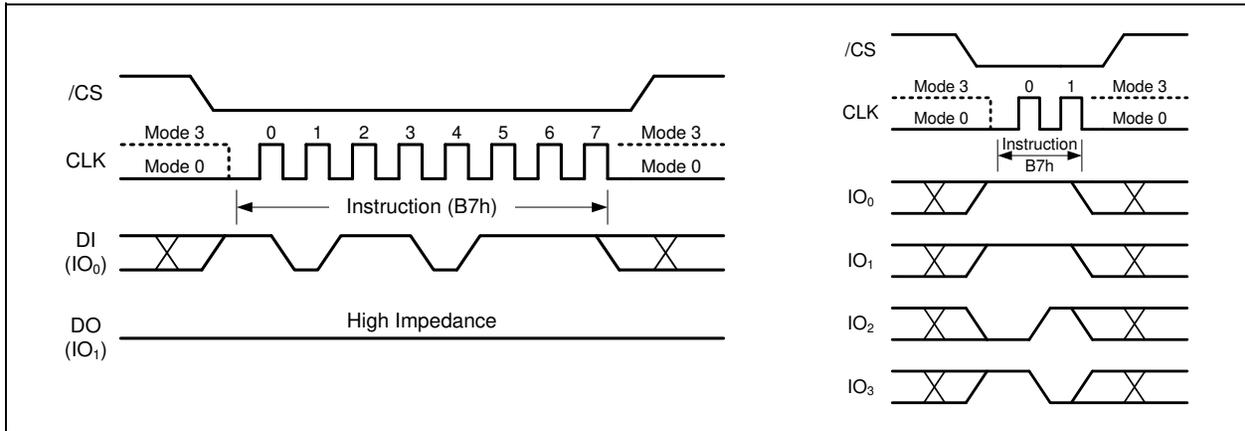 /CS
Mode 3 0 1 2 3 4 5 6 7 Mode 3
CLK
Mode 0 Mode 0
Instruction (B7h)
DI
(IO₀)
High Impedance
DO
(IO₁)
/CS
Mode 3 0 1 Mode 3
CLK
Mode 0 Mode 0
Instruction
B7h
IO₀
IO₁
IO₂
IO₃